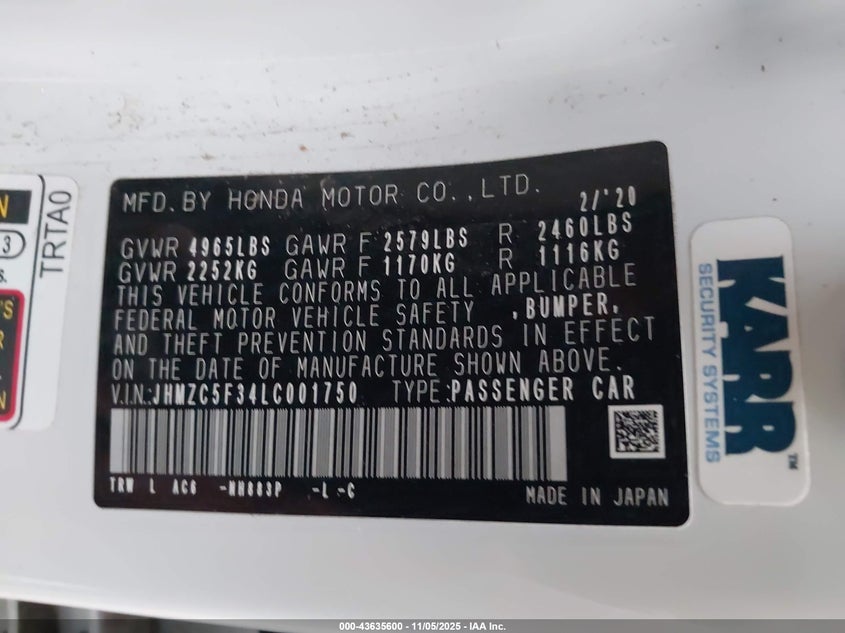 MFD. BY HONDA MOTOR CO., LTD. 2/'20
GVWR 4965LBS GAWR F 2579LBS R 2460LBS
GVWR 2252KG GAWR F 1170KG R 1116KG
THIS VEHICLE CONFORMS TO ALL APPLICABLE
FEDERAL MOTOR VEHICLE SAFETY ,BUMPER,
AND THEFT PREVENTION STANDARDS IN EFFECT
ON THE DATE OF MANUFACTURE SHOWN ABOVE.
V.I.N.:JHMZC5F34LC001750 TYPE:PASSENGER CAR
TRW L AC6 -NH883P -L -C
MADE IN JAPAN
TRTA0
N
3
s.
'S
R
N
KARR™
SECURITY SYSTEMS
000-43635600 - 11/05/2025 - IAA Inc.